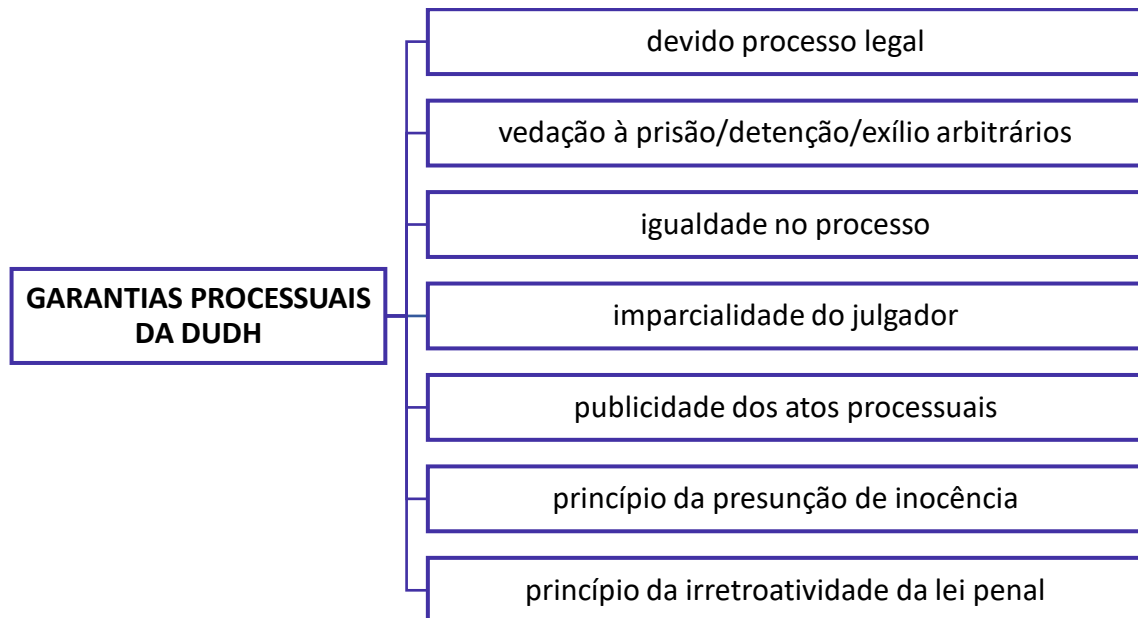 GARANTIAS PROCESSUAIS
DA DUDH
devido processo legal
vedação à prisão/detenção/exílio arbitrários
igualdade no processo
imparcialidade do julgador
publicidade dos atos processuais
princípio da presunção de inocência
princípio da irretroatividade da lei penal